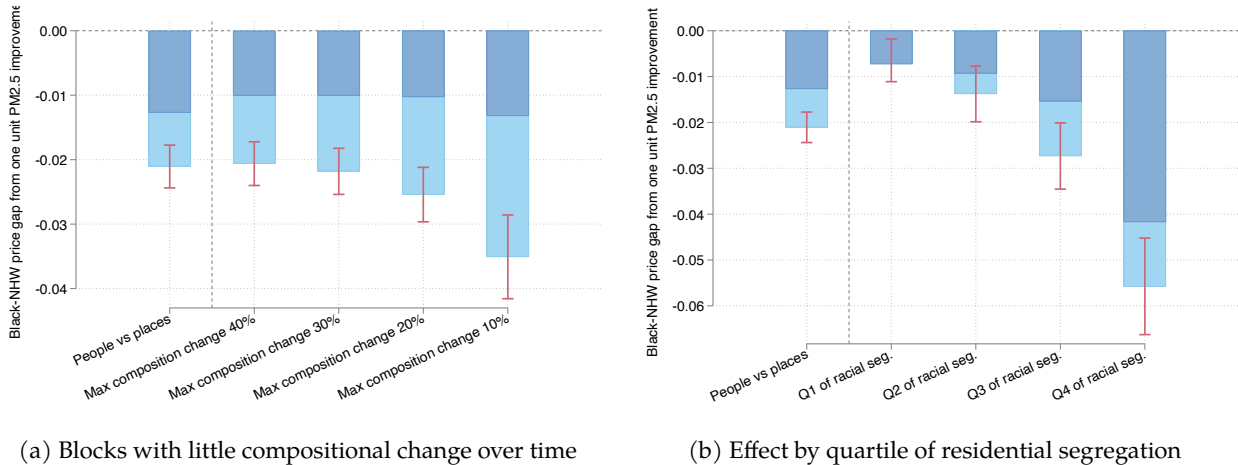 Black-NHW price gap from one unit PM2.5 improveme
0.00
-0.01
-0.02
-0.03
-0.04
People vs places
Max composition change 40%
Max composition change 30%
Max composition change 20%
Max composition change 10%
(a) Blocks with little compositional change over time
Black-NHW price gap from one unit PM2.5 improvement
0.00
-0.01
-0.02
-0.03
-0.04
-0.05
-0.06
People vs places
Q1 of racial seg.
Q2 of racial seg.
Q3 of racial seg.
Q4 of racial seg.
(b) Effect by quartile of residential segregation